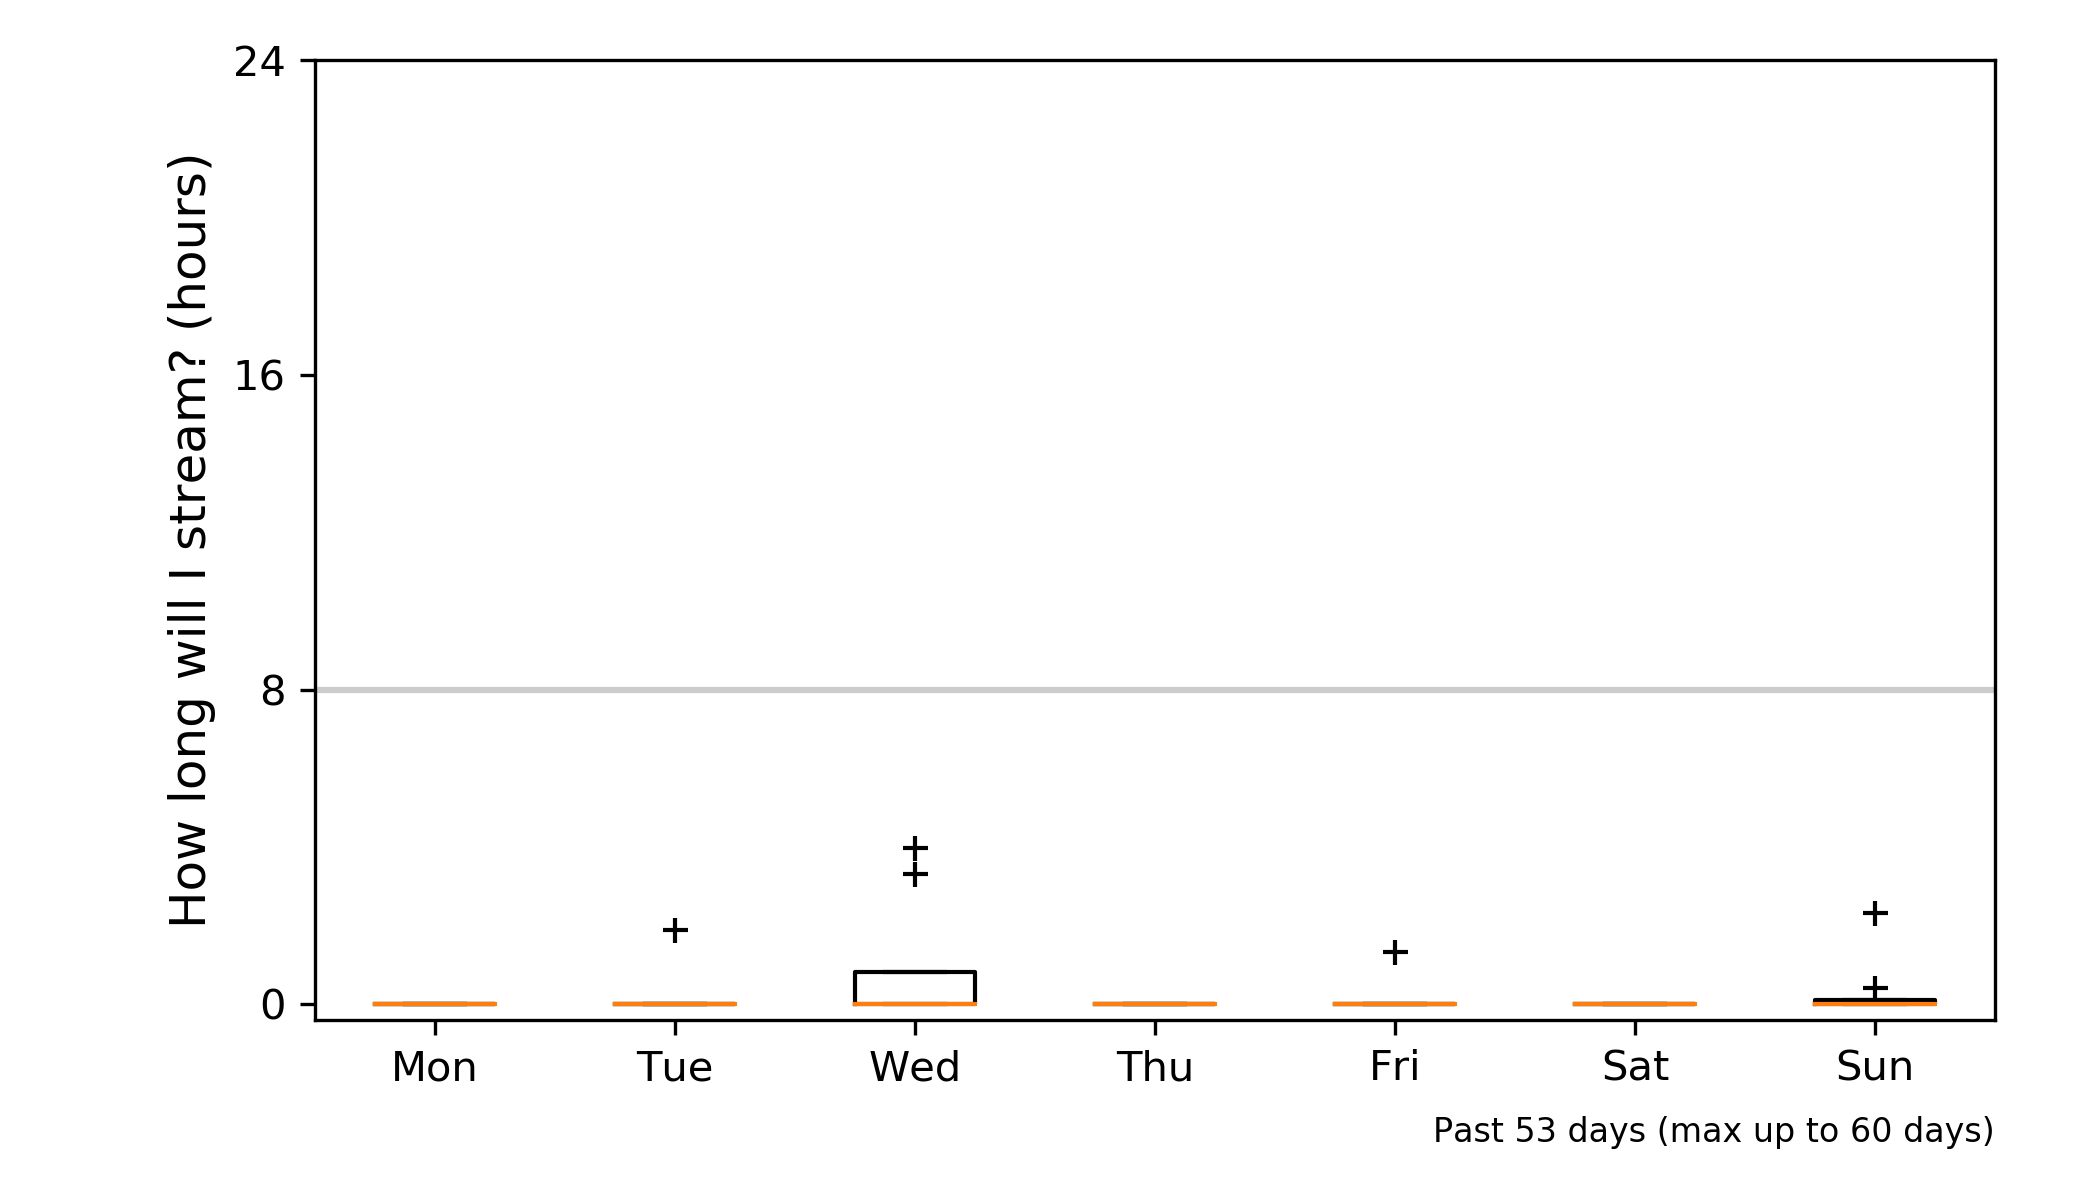 How long will I stream? (hours)
24
16
8
0
Mon Tue Wed Thu Fri Sat Sun
Past 53 days (max up to 60 days)